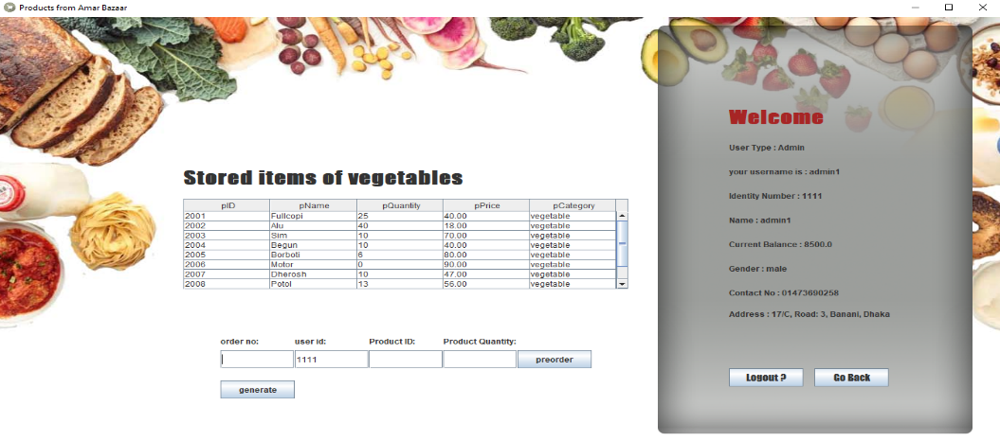 Products from Amar Bazaar
Stored items of vegetables
pID pName pQuantity pPrice pCategory
2001 Fullcopi 25 40.00 vegetable
2002 Alu 40 18.00 vegetable
2003 Sim 10 70.00 vegetable
2004 Begun 10 40.00 vegetable
2005 Borboti 6 80.00 vegetable
2006 Motor 0 90.00 vegetable
2007 Dherosh 10 47.00 vegetable
2008 Potol 13 56.00 vegetable
order no: user id: Product ID: Product Quantity:
1111 preorder
generate
Welcome
User Type : Admin
your username is : admin1
Identity Number : 1111
Name : admin1
Current Balance : 8500.0
Gender : male
Contact No : 01473690258
Address : 17/C, Road: 3, Banani, Dhaka
Logout ? Go Back